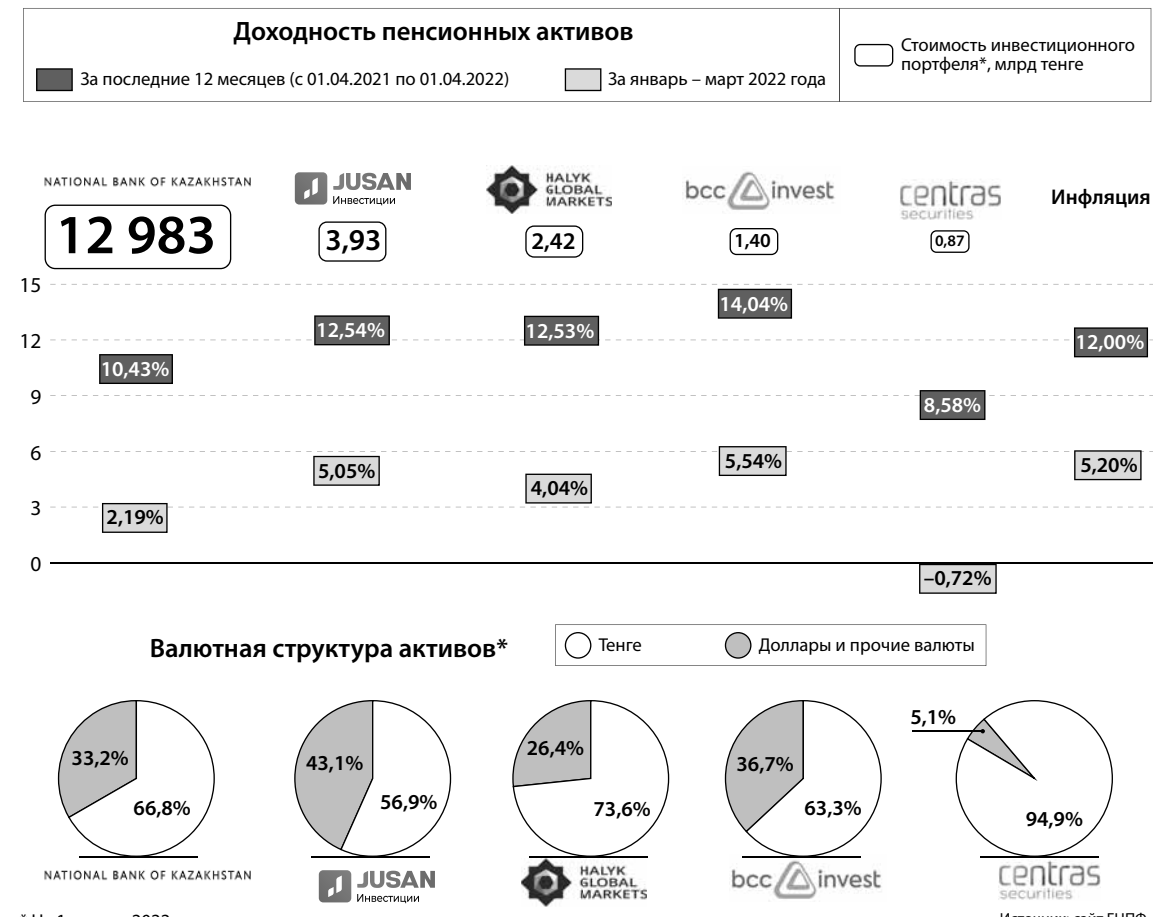 Доходность пенсионных активов
За последние 12 месяцев (с 01.04.2021 по 01.04.2022)
За январь – март 2022 года
Стоимость инвестиционного
портфеля*, млрд тенге
NATIONAL BANK OF KAZAKHSTAN
12 983
JUSAN
Инвестиции
3,93
HALYK
GLOBAL
MARKETS
2,42
bcc invest
1,40
centras
securities
0,87
Инфляция
15
12
9
6
3
0
10,43%
12,54%
12,53%
14,04%
8,58%
12,00%
2,19%
5,05%
4,04%
5,54%
–0,72%
5,20%
Валютная структура активов*
Тенге
Доллары и прочие валюты
33,2%
66,8%
43,1%
56,9%
26,4%
73,6%
36,7%
63,3%
5,1%
94,9%
NATIONAL BANK OF KAZAKHSTAN
JUSAN
Инвестиции
HALYK
GLOBAL
MARKETS
bcc invest
centras
securities